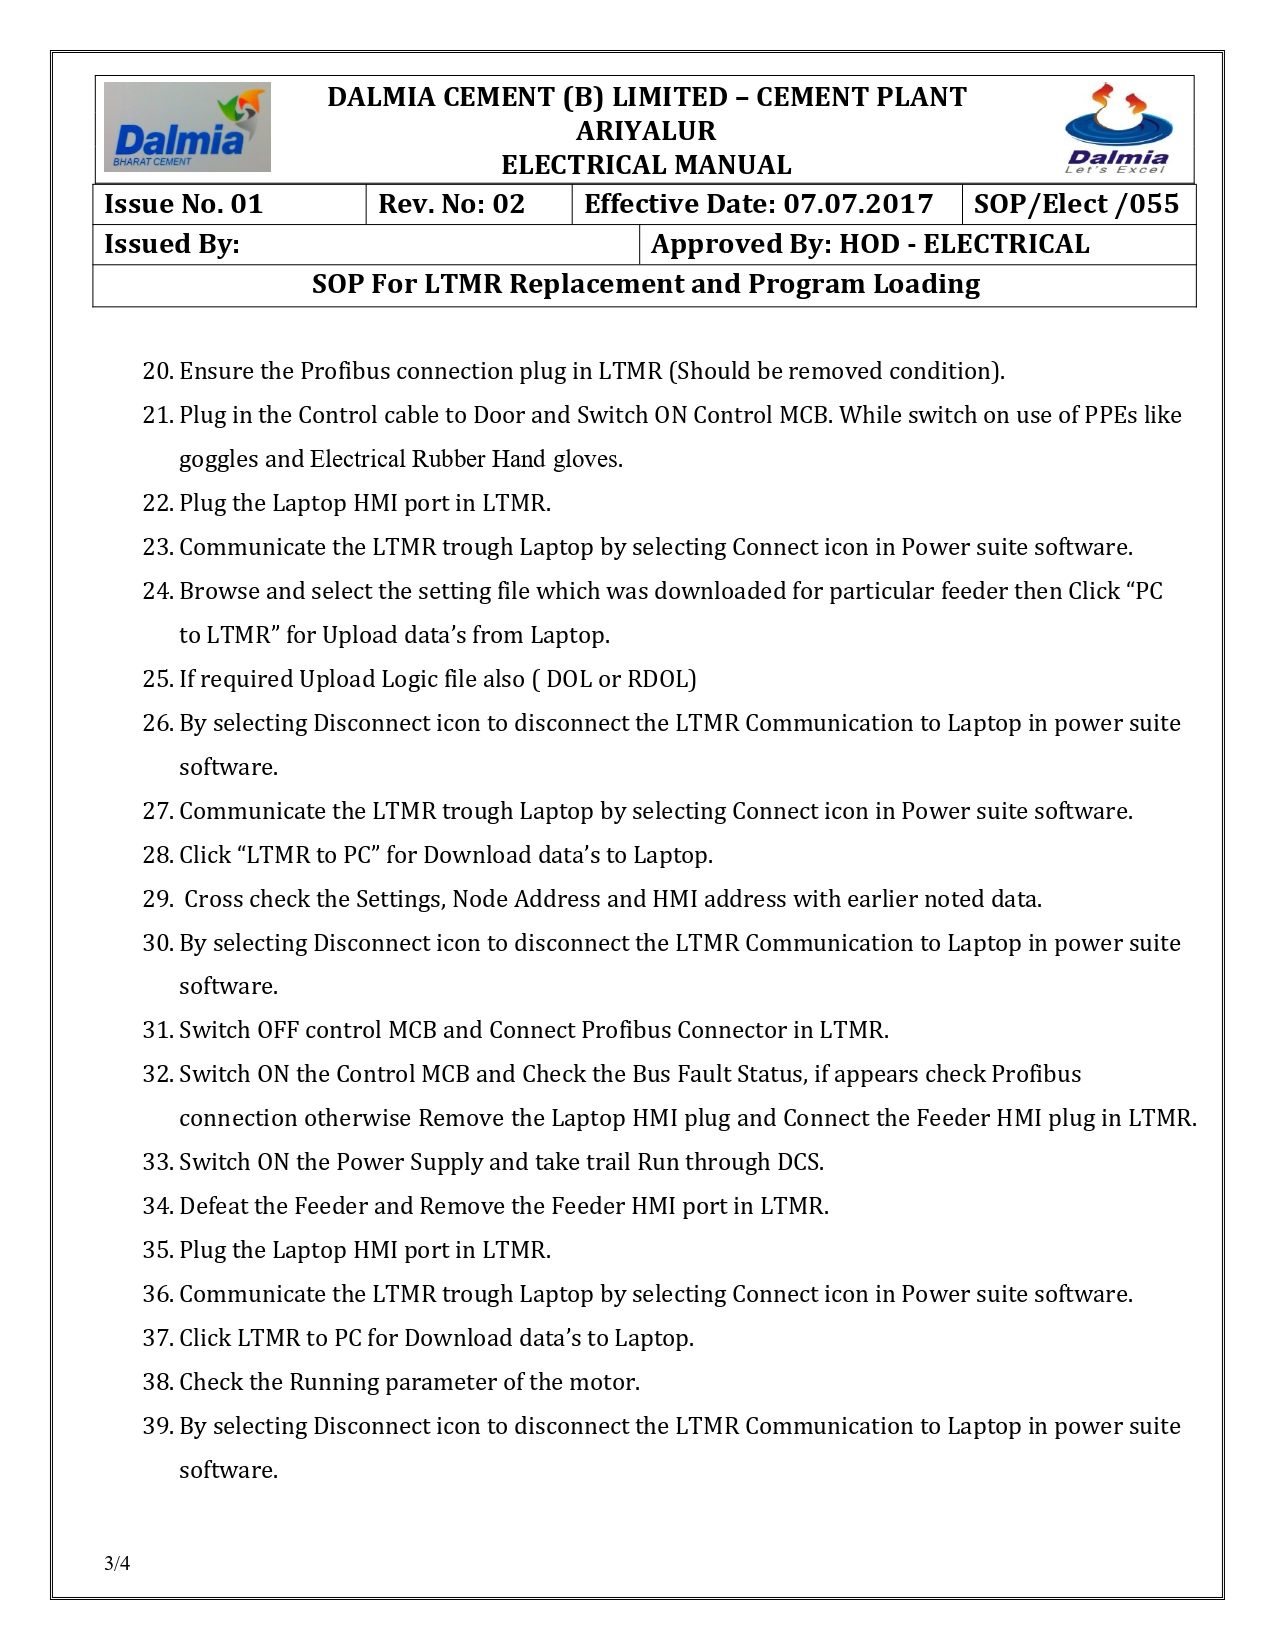 Dalmia
BHARAT CEMENT
DALMIA CEMENT (B) LIMITED – CEMENT PLANT
ARIYALUR
ELECTRICAL MANUAL
Dalmia
Let's Excel
Issue No. 01 Rev. No: 02 Effective Date: 07.07.2017 SOP/Elect /055
Issued By: Approved By: HOD - ELECTRICAL
SOP For LTMR Replacement and Program Loading
20. Ensure the Profibus connection plug in LTMR (Should be removed condition).
21. Plug in the Control cable to Door and Switch ON Control MCB. While switch on use of PPEs like
goggles and Electrical Rubber Hand gloves.
22. Plug the Laptop HMI port in LTMR.
23. Communicate the LTMR trough Laptop by selecting Connect icon in Power suite software.
24. Browse and select the setting file which was downloaded for particular feeder then Click “PC
to LTMR” for Upload data’s from Laptop.
25. If required Upload Logic file also ( DOL or RDOL)
26. By selecting Disconnect icon to disconnect the LTMR Communication to Laptop in power suite
software.
27. Communicate the LTMR trough Laptop by selecting Connect icon in Power suite software.
28. Click “LTMR to PC” for Download data’s to Laptop.
29. Cross check the Settings, Node Address and HMI address with earlier noted data.
30. By selecting Disconnect icon to disconnect the LTMR Communication to Laptop in power suite
software.
31. Switch OFF control MCB and Connect Profibus Connector in LTMR.
32. Switch ON the Control MCB and Check the Bus Fault Status, if appears check Profibus
connection otherwise Remove the Laptop HMI plug and Connect the Feeder HMI plug in LTMR.
33. Switch ON the Power Supply and take trail Run through DCS.
34. Defeat the Feeder and Remove the Feeder HMI port in LTMR.
35. Plug the Laptop HMI port in LTMR.
36. Communicate the LTMR trough Laptop by selecting Connect icon in Power suite software.
37. Click LTMR to PC for Download data’s to Laptop.
38. Check the Running parameter of the motor.
39. By selecting Disconnect icon to disconnect the LTMR Communication to Laptop in power suite
software.
3/4